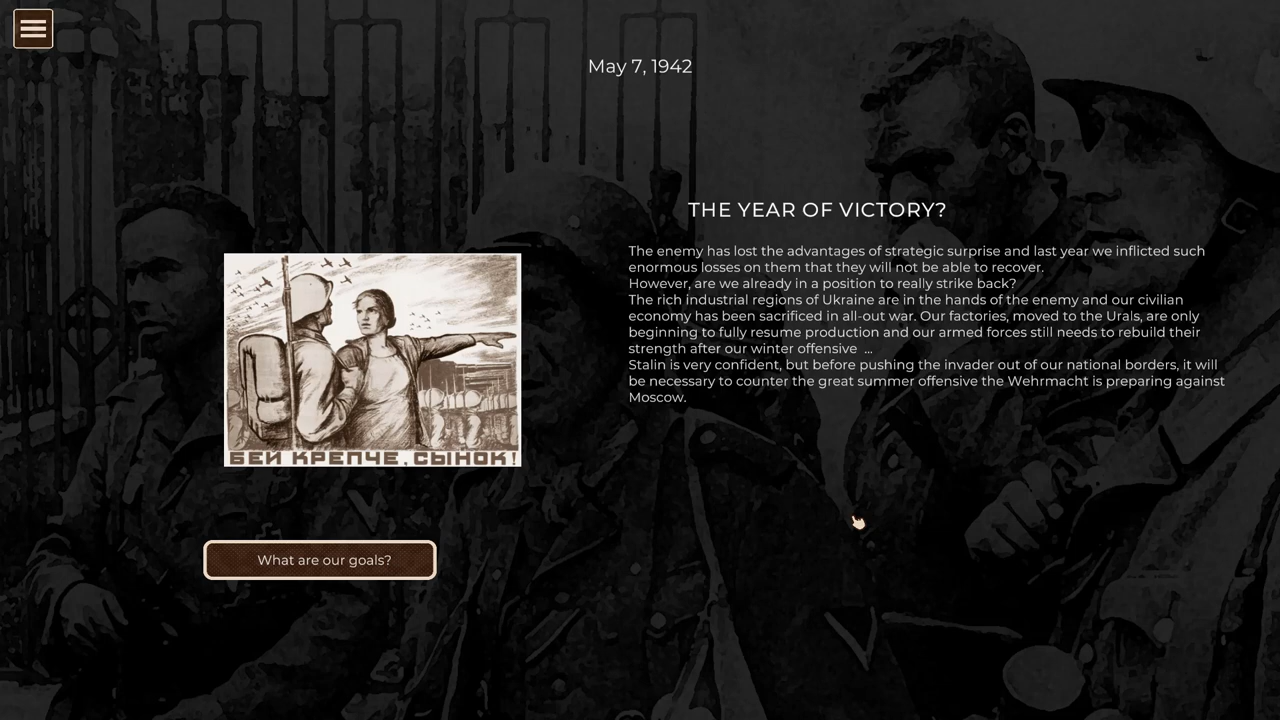 May 7, 1942
THE YEAR OF VICTORY?
The enemy has lost the advantages of strategic surprise and last year we inflicted such
enormous losses on them that they will not be able to recover.
However, are we already in a position to really strike back?
The rich industrial regions of Ukraine are in the hands of the enemy and our civilian
economy has been sacrificed in all-out war. Our factories, moved to the Urals, are only
beginning to fully resume production and our armed forces still needs to rebuild their
strength after our winter offensive ...
Stalin is very confident, but before pushing the invader out of our national borders, it will
be necessary to counter the great summer offensive the Wehrmacht is preparing against
Moscow.
БЕЙ КРЕПЧЕ, СЫНОК!
What are our goals?